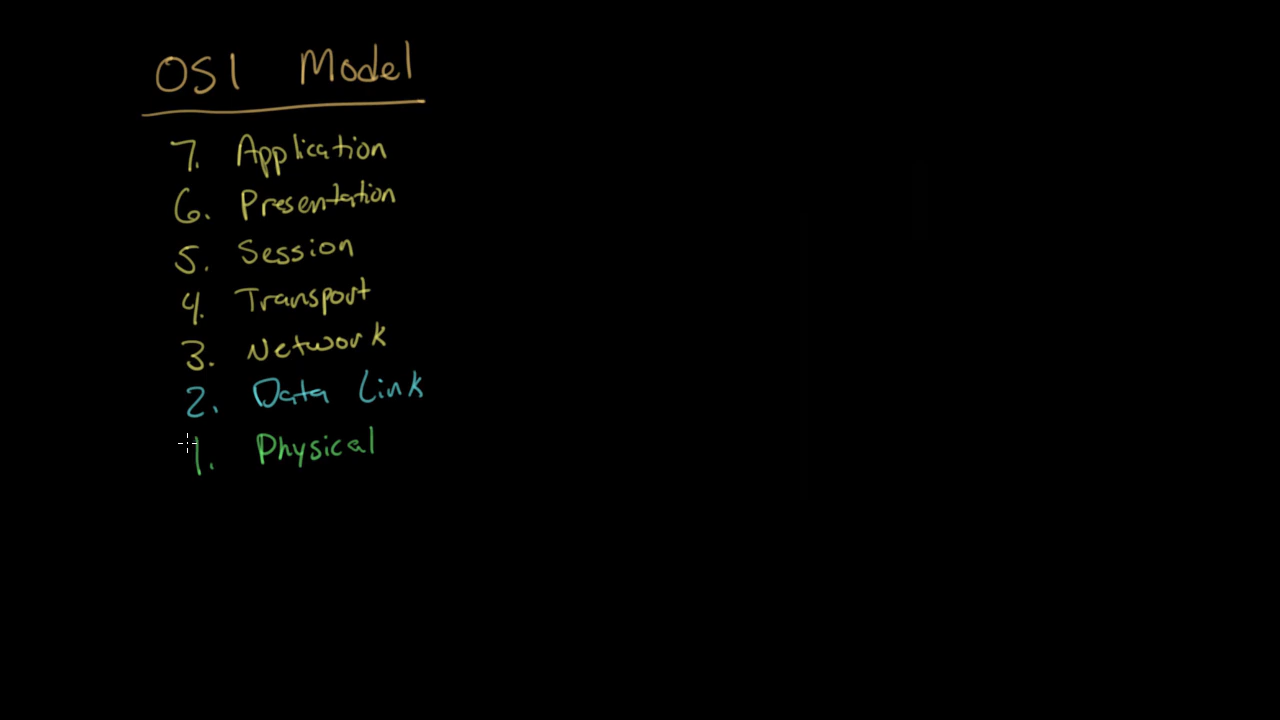 OSI Model
7. Application
6. Presentation
5. Session
4. Transport
3. Network
2. Data Link
1. Physical